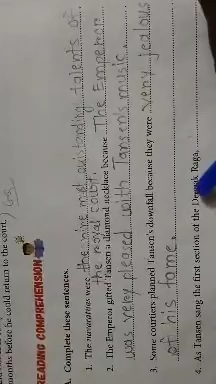 months before he could return to the court.
READING COMPREHENSION
A. Complete these sentences.
1. The navaratnas were the nine most outstanding talents of
the royal court.
2. The Emperor gifted Tansen a diamond necklace because The Emperor
was very pleased with Tansen's music.
3. Some courtiers planned Tansen's downfall because they were very jealous
of his fame.
4. As Tansen sang the first section of the Deepak Raga,